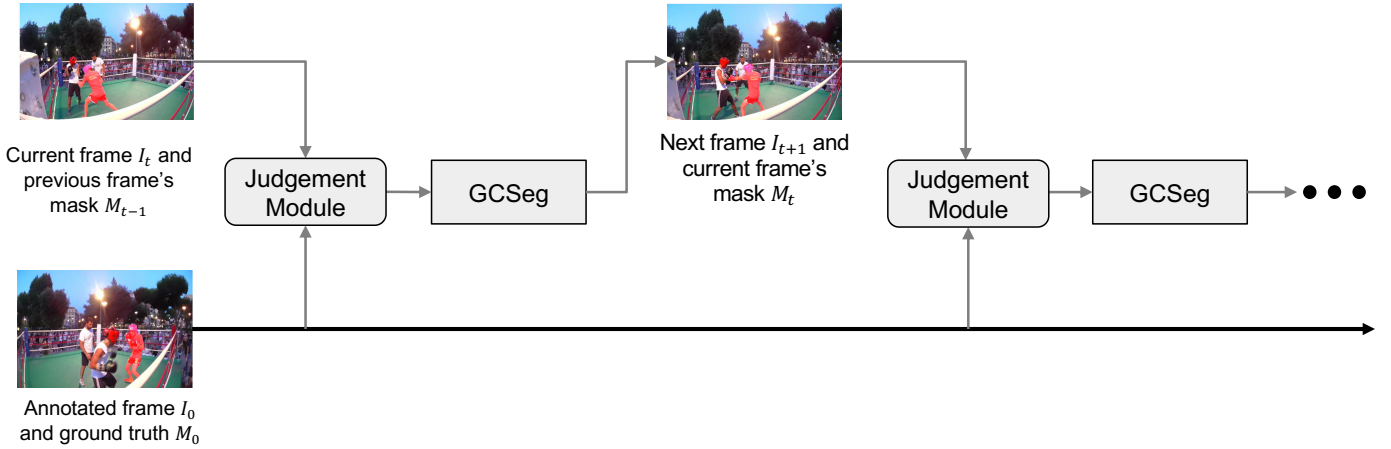 Current frame I_t and
previous frame's
mask M_{t−1}
Judgement
Module
GCSeg
Next frame I_{t+1} and
current frame's
mask M_t
Judgement
Module
GCSeg
Annotated frame I_0
and ground truth M_0